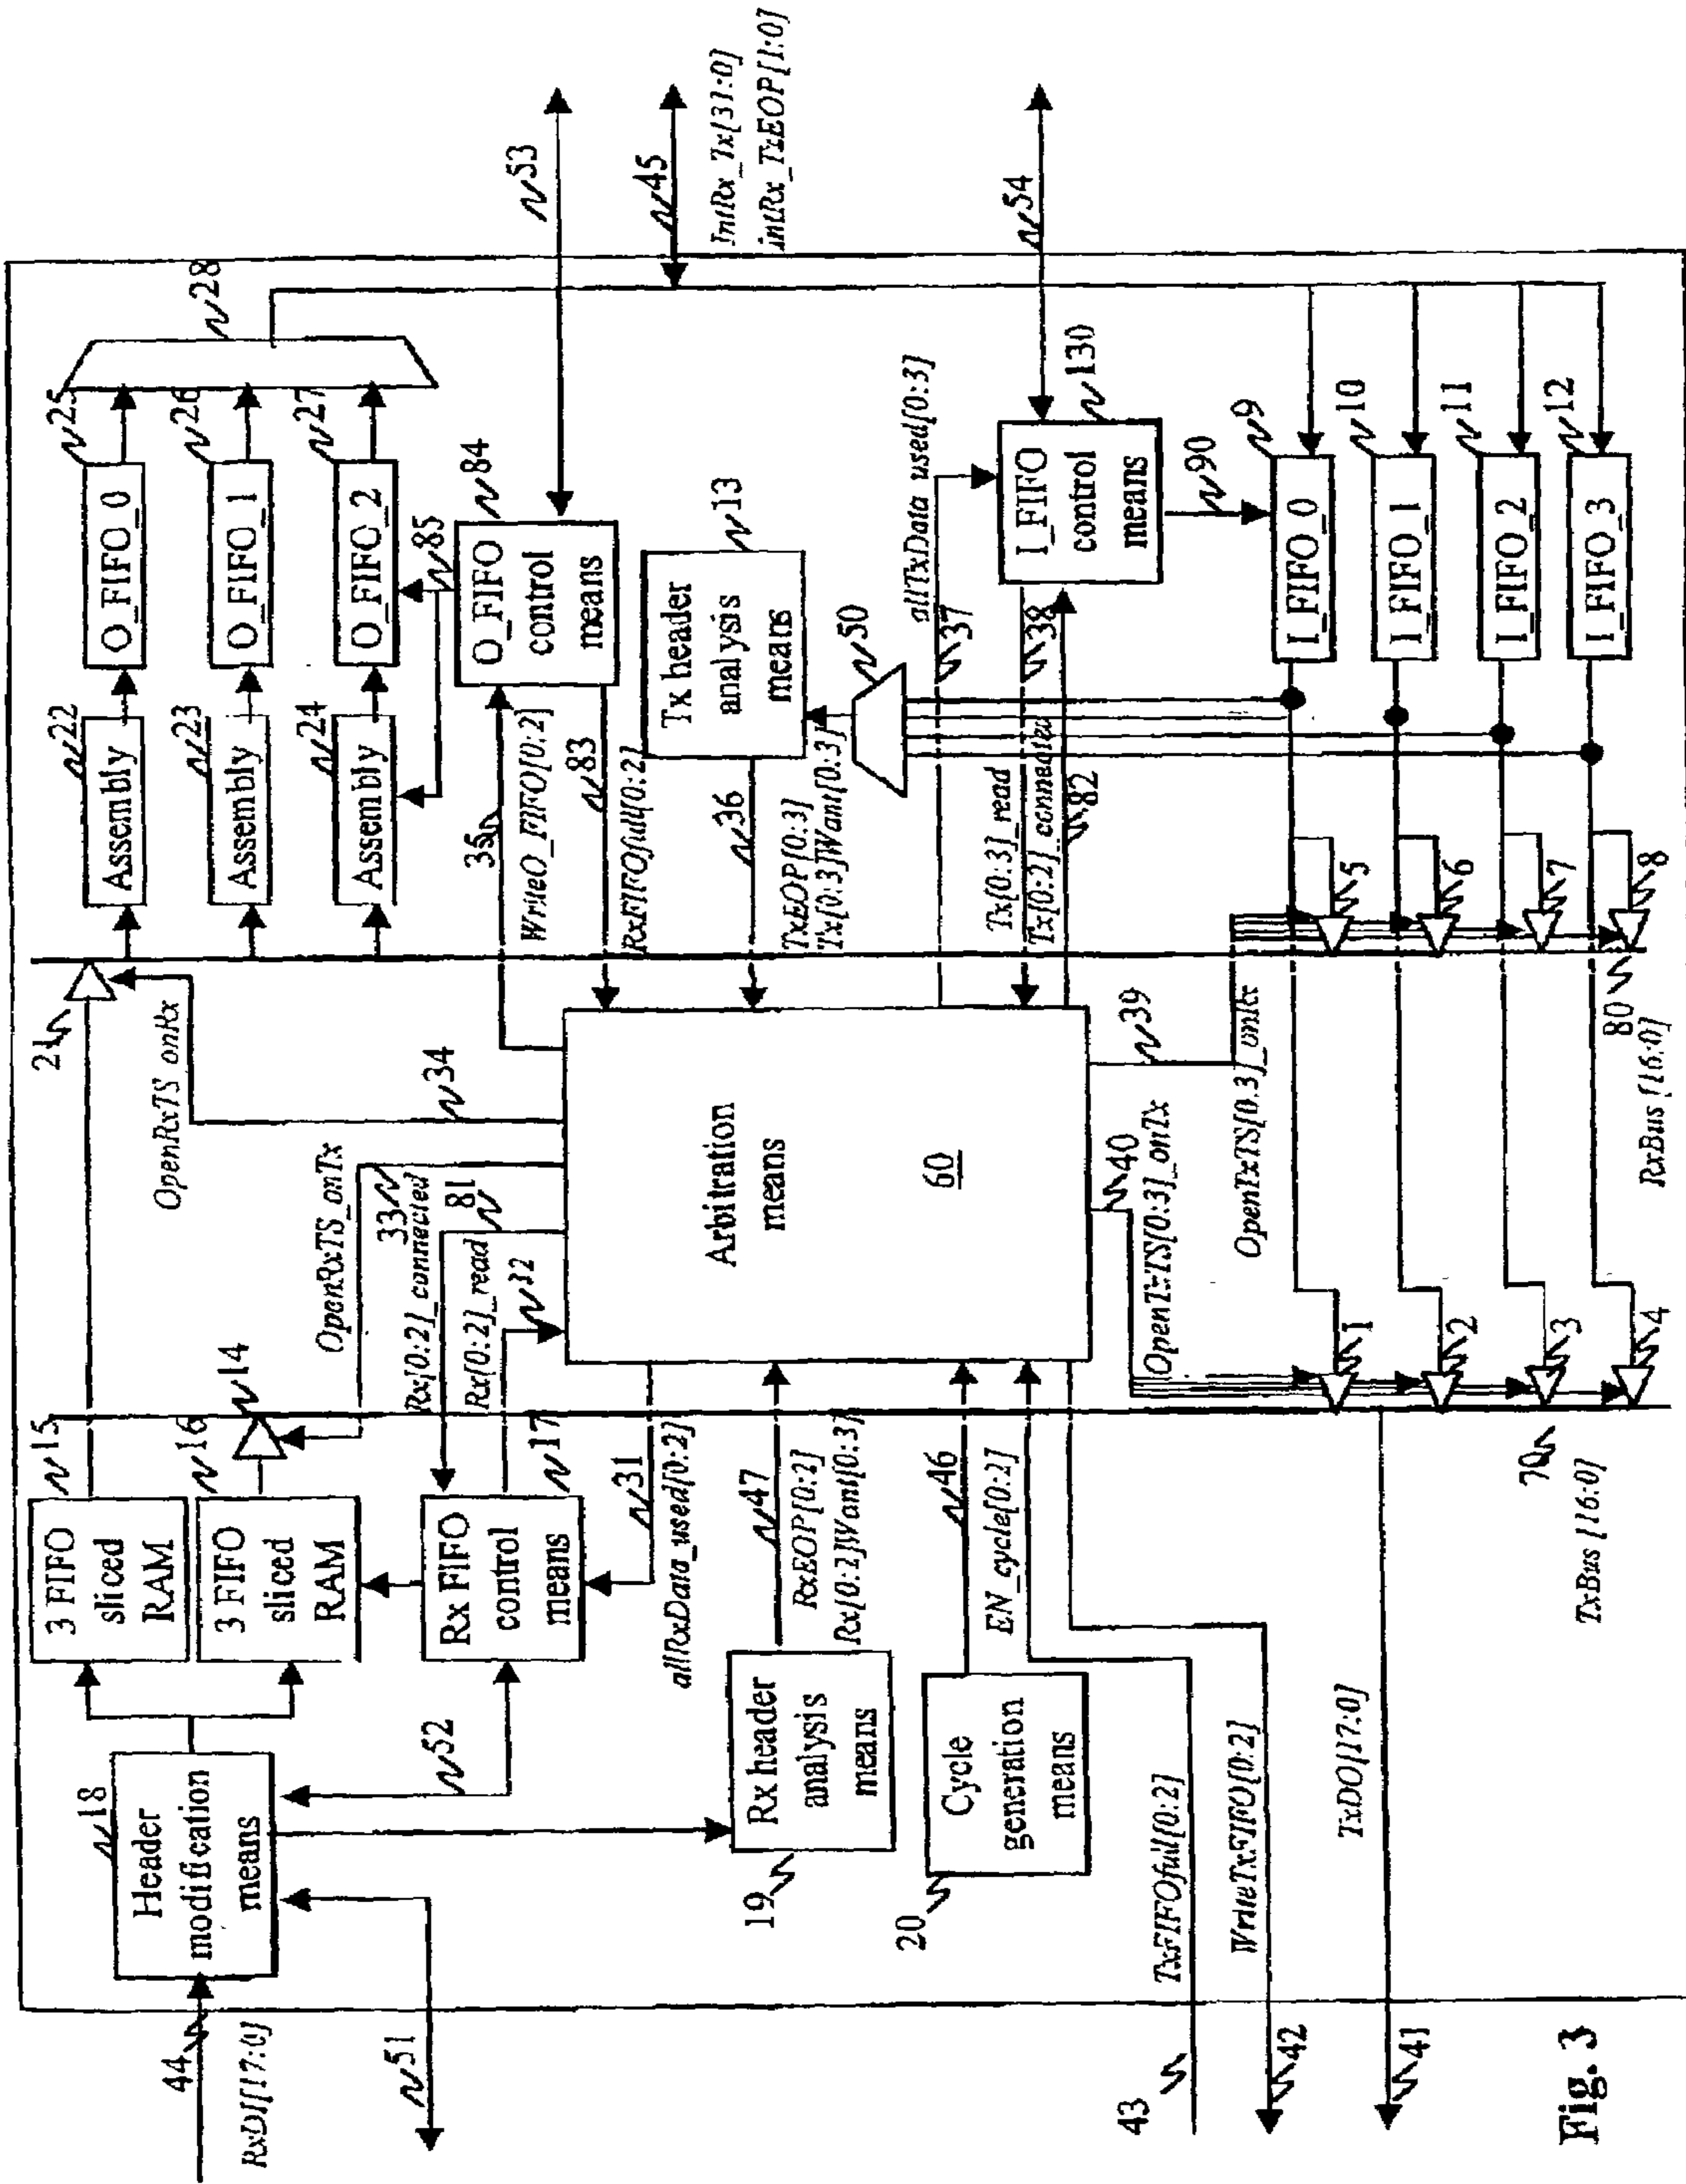 44
RxDI[17:0]
51
18
Header
modification
means
15
3 FIFO
sliced
RAM
16
3 FIFO
sliced
RAM
14
52
Rx FIFO
control
means
17
31
allRxData_used[0:2]
19
Rx header
analysis
means
47
RxEOP[0:2]
Rx[0:2]Want[0:3]
20
Cycle
generation
means
46
EN_cycle[0:2]
43
TxFIFOfull[0:2]
42
WriteTxFIFO[0:2]
41
TxDO[17:0]
70
TxBus [16:0]
21
OpenRxTS_onRx
34
OpenRxTS_onTx
33
Rx[0:2]_connected
81
Rx[0:2]_read
32
Arbitration
means
60
40
OpenTxTS[0:3]_onTx
39
OpenTxTS[0:3]_onRx
1
2
3
4
80
RxBus [16:0]
5
6
7
8
22
Assembly
23
Assembly
24
Assembly
25
O_FIFO_0
26
O_FIFO_1
27
O_FIFO_2
28
85
84
O_FIFO
control
means
35
WriteO_FIFO[0:2]
83
RxFIFOfull[0:2]
13
Tx header
analysis
means
36
TxEOP[0:3]
Tx[0:3]Want[0:3]
50
allTxData_used[0:3]
37
Tx[0:3]_read
38
Tx[0:2]_connected
82
I_FIFO
control
means
130
90
9
I_FIFO_0
10
I_FIFO_1
11
I_FIFO_2
12
I_FIFO_3
53
45
IntRx_Tx[31:0]
intRx_TxEOP[1:0]
54
Fig. 3